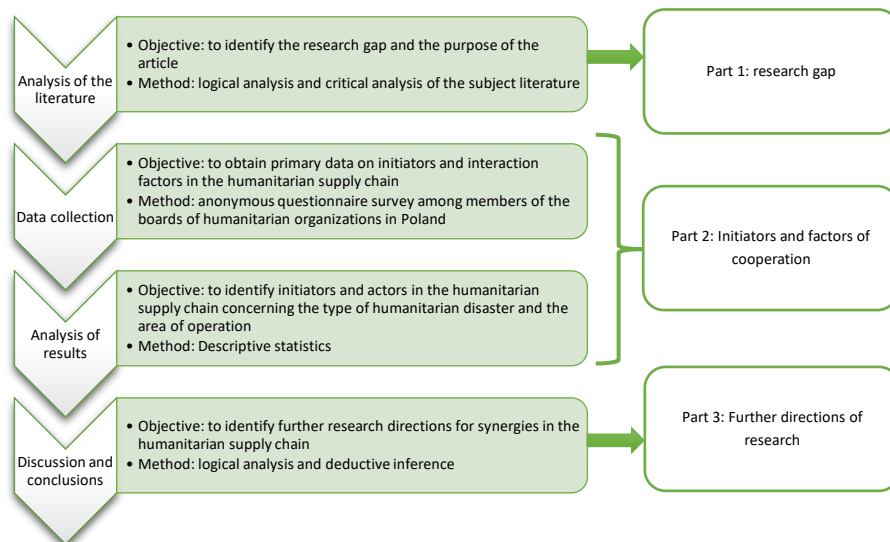 Analysis of the
literature
• Objective: to identify the research gap and the purpose of the
article
• Method: logical analysis and critical analysis of the subject literature
Part 1: research gap
Data collection
• Objective: to obtain primary data on initiators and interaction
factors in the humanitarian supply chain
• Method: anonymous questionnaire survey among members of the
boards of humanitarian organizations in Poland
Part 2: Initiators and factors of
cooperation
Analysis of
results
• Objective: to identify initiators and actors in the humanitarian
supply chain concerning the type of humanitarian disaster and the
area of operation
• Method: Descriptive statistics
Discussion and
conclusions
• Objective: to identify further research directions for synergies in the
humanitarian supply chain
• Method: logical analysis and deductive inference
Part 3: Further directions of
research